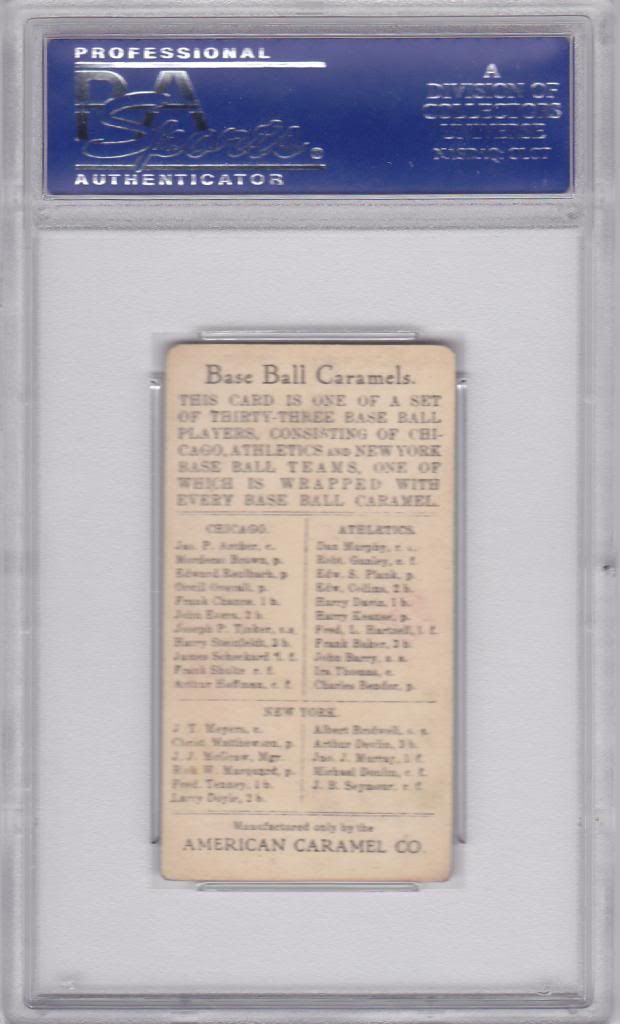 PROFESSIONAL
PSA
Sports
AUTHENTICATOR
A
DIVISION OF
COLLECTORS
UNIVERSE
NASDAQ: CLCT
Base Ball Caramels.
THIS CARD IS ONE OF A SET
OF THIRTY-THREE BASE BALL
PLAYERS, CONSISTING OF CHI-
CAGO, ATHLETICS AND NEW YORK
BASE BALL TEAMS, ONE OF
WHICH IS WRAPPED WITH
EVERY BASE BALL CARAMEL.
CHICAGO.
Jas. P. Archer, c.
Mordecai Brown, p.
Edward Reulbach, p.
Orvil Overall, p.
Frank Chance, 1 b.
John Evers, 2 b.
Joseph P. Tinker, s.s.
Harry Steinfeldt, 3 b.
James Scheckard l. f.
Frank Shulte r. f.
Arthur Hoffman, c. f.
ATHLETICS.
Dan Murphy,
Robt. Ganley, c. f.
Edw. S. Plank, p.
Edw. Collins, 2 b.
Harry Davis, 1 b.
Harry Krause, p.
Fred. L. Hartzell, l. f.
Frank Baker, 3 b.
John Barry, s. s.
Ira Thomas, c.
Charles Bender, p.
NEW YORK.
J. T. Meyers, c.
Christ. Matthewson, p.
J. J. McGraw, Mgr.
W. Marquard, p.
Fred. Tenney, 1 b.
Larry Doyle, 2 b.
Albert Bridwell, s. s.
Arthur Devlin, 3 b.
Jno. J. Murray, l. f.
Michael Donlin, c. f.
J. B. Seymour, c. f.
Manufactured only by the
AMERICAN CARAMEL CO.